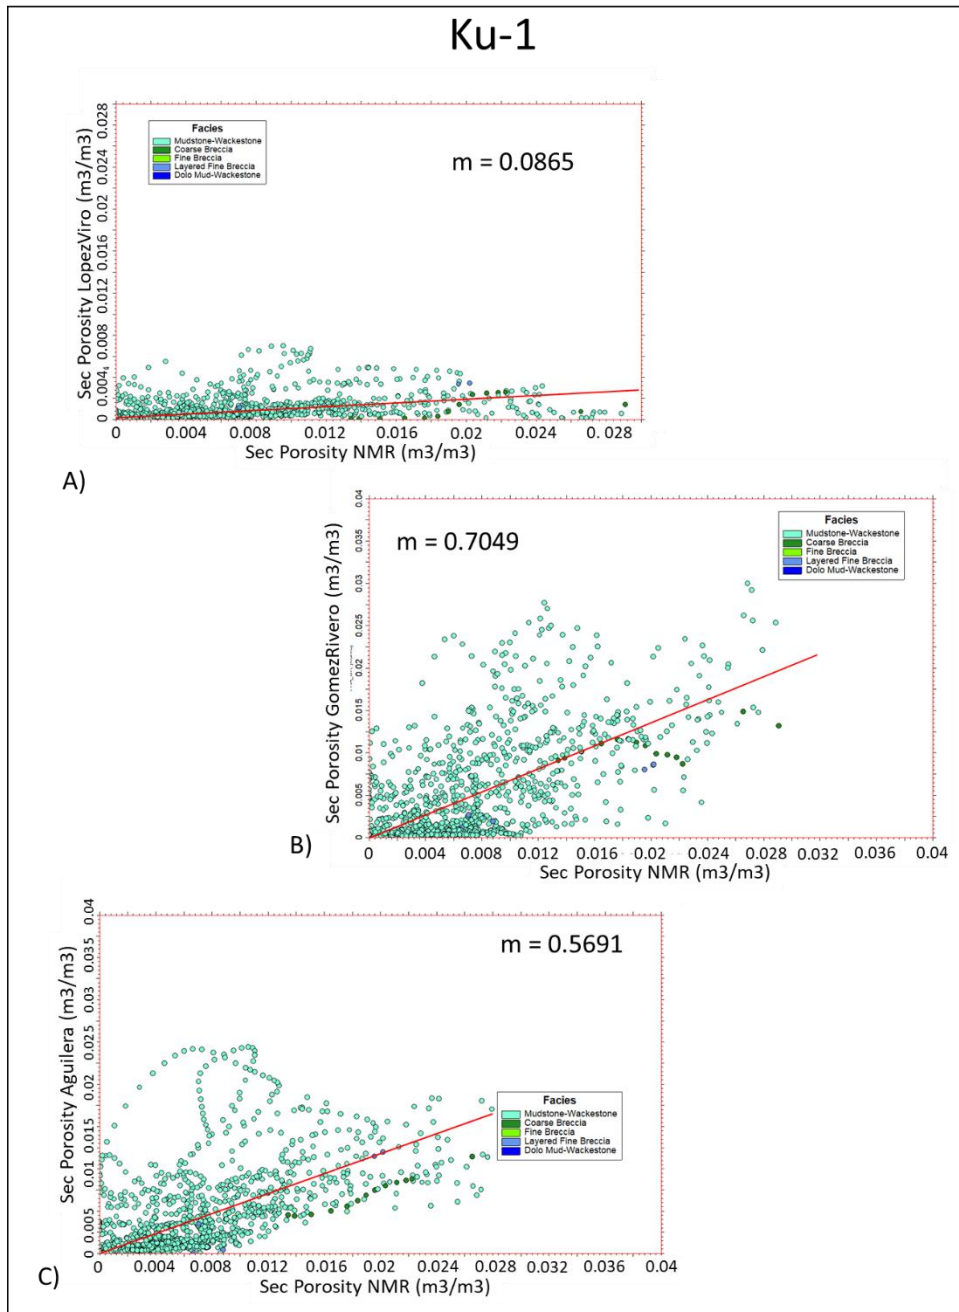 Ku-1
Sec Porosity LopezViro (m3/m3)
0.028
0.024
0.02
0.016
0.012
0.008
0.004
0
Facies
Mudstone-Wackestone
Coarse Breccia
Fine Breccia
Layered Fine Breccia
Dolo Mud-Wackestone
m = 0.0865
0 0.004 0.008 0.012 0.016 0.02 0.024 0.028
Sec Porosity NMR (m3/m3)
A)
Sec Porosity GomezRivero (m3/m3)
0.04
0.035
0.03
0.025
0.02
0.015
0.01
0.005
0
m = 0.7049
Facies
Mudstone-Wackestone
Coarse Breccia
Fine Breccia
Layered Fine Breccia
Dolo Mud-Wackestone
0 0.004 0.008 0.012 0.016 0.02 0.024 0.028 0.032 0.036 0.04
Sec Porosity NMR (m3/m3)
B)
Sec Porosity Aguilera (m3/m3)
0.04
0.035
0.03
0.025
0.02
0.015
0.01
0.005
0
m = 0.5691
Facies
Mudstone-Wackestone
Coarse Breccia
Fine Breccia
Layered Fine Breccia
Dolo Mud-Wackestone
0 0.004 0.008 0.012 0.016 0.02 0.024 0.028 0.032 0.036 0.04
Sec Porosity NMR (m3/m3)
C)